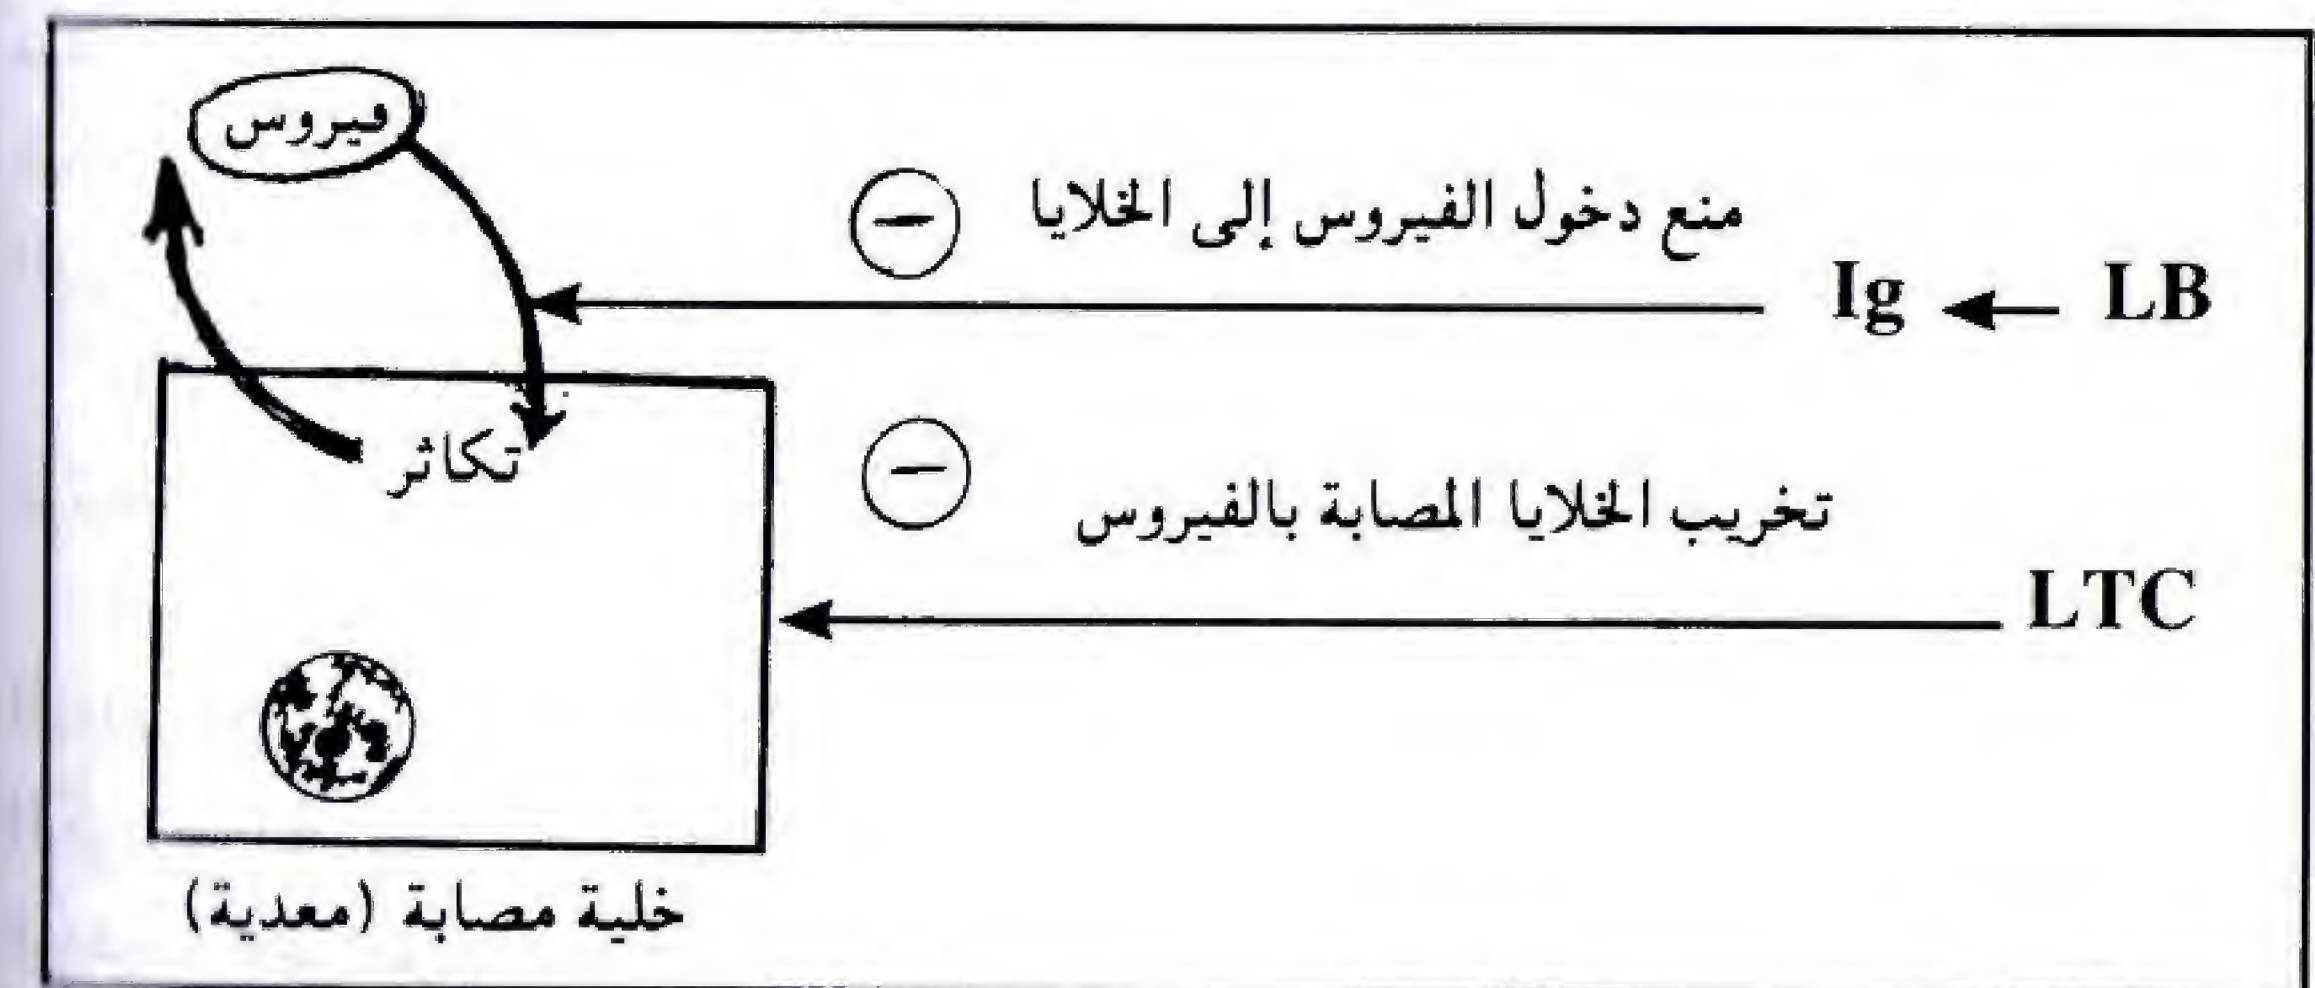 فيروس
منع دخول الفيروس إلى الخلايا
LB
Ig
تكاثر
تخريب الخلايا المصابة بالفيروس
LTC
خلية مصابة (معدية)